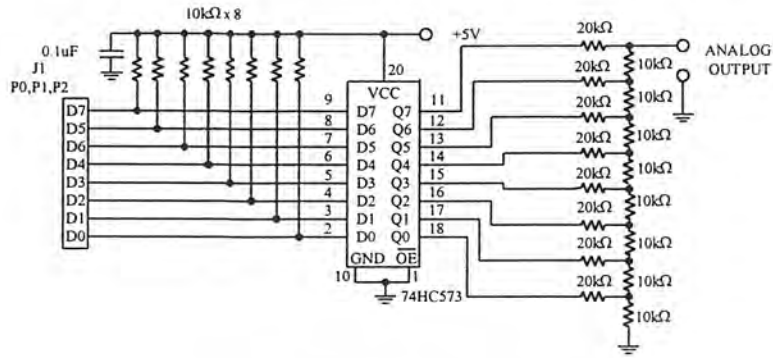 10kΩ x 8
0.1uF
J1
P0,P1,P2
+5V
20kΩ
ANALOG
OUTPUT
10kΩ
20
VCC
20kΩ
D7 9 D7 Q7 11
10kΩ
20kΩ
D5 8 D6 Q6 12
10kΩ
20kΩ
D6 7 D5 Q5 13
D4 6 D4 Q4 14
10kΩ
20kΩ
D3 5 D3 Q3 15
D2 4 D2 Q2 16
10kΩ
20kΩ
D1 3 D1 Q1 17
D0 2 D0 Q0 18
10kΩ
20kΩ
GND OE
10 1
10kΩ
20kΩ
74HC573
10kΩ